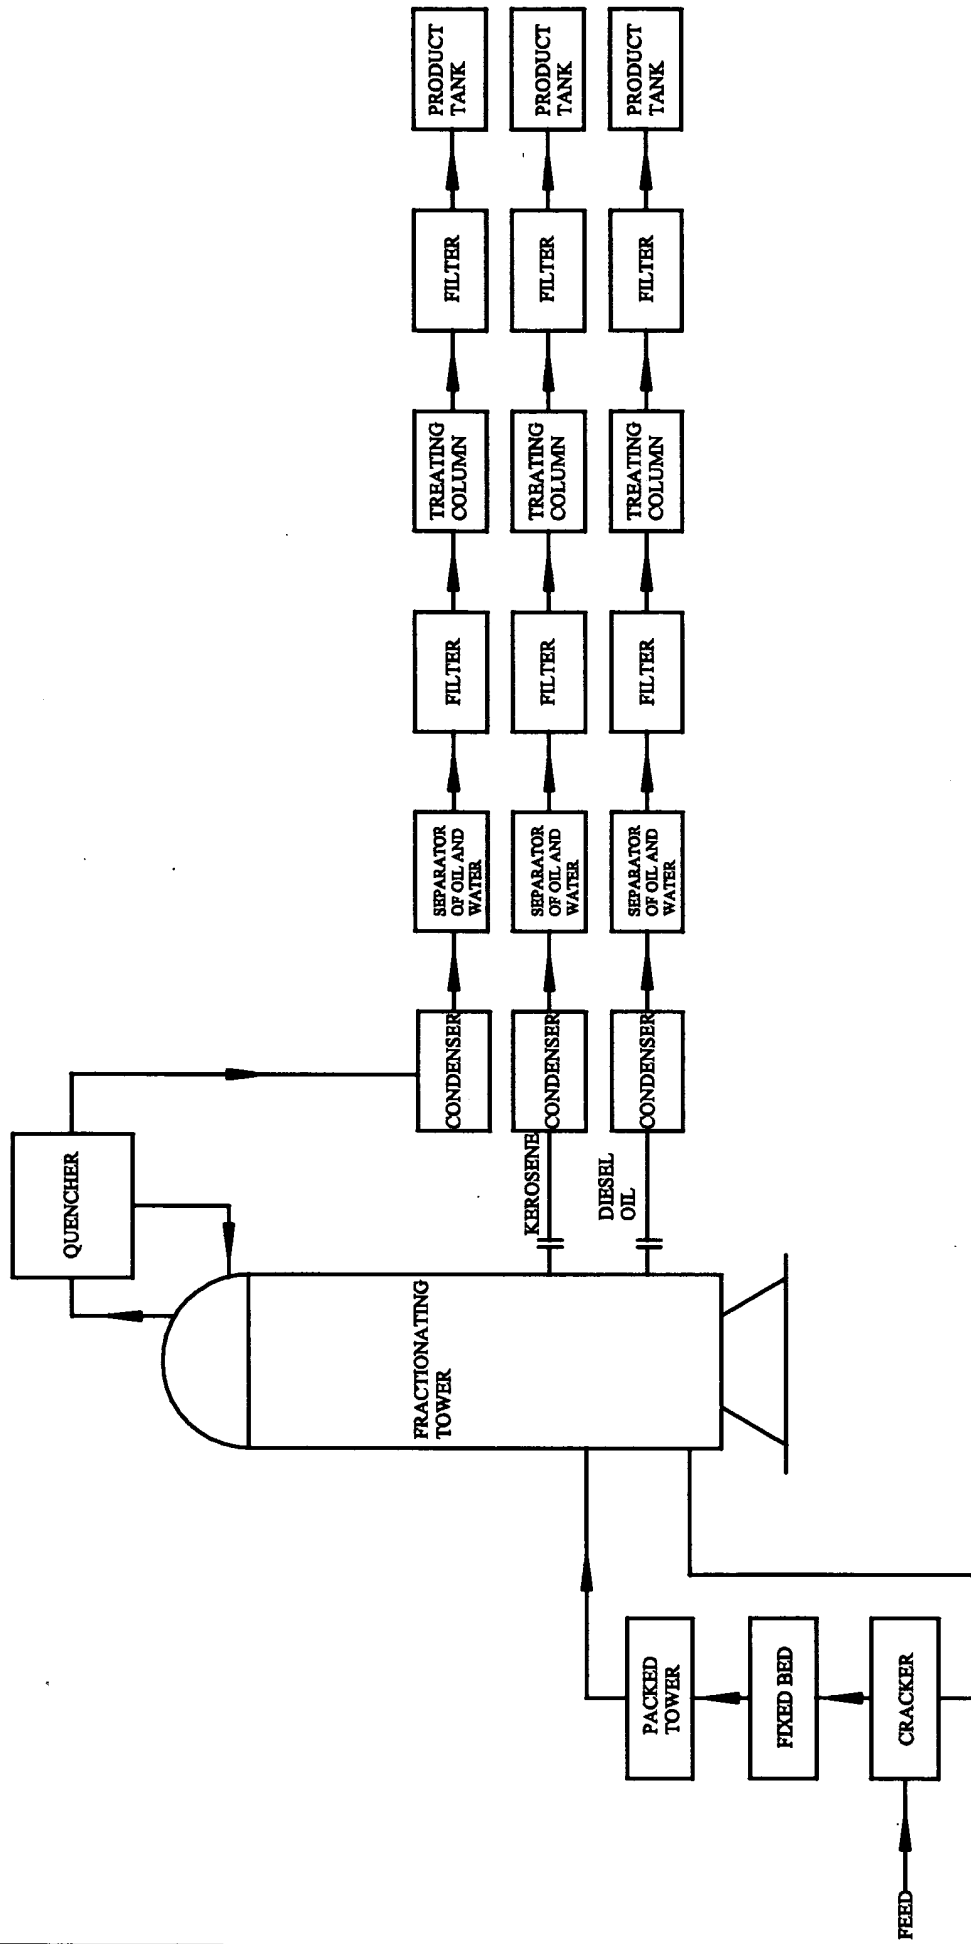 FEED
CRACKER
FIXED BED
PACKED
TOWER
FRACTIONATING
TOWER
QUENCHER
KEROSENE
DIESEL
OIL
CONDENSER
SEPARATOR
OF OIL AND
WATER
FILTER
TREATING
COLUMN
FILTER
PRODUCT
TANK
CONDENSER
SEPARATOR
OF OIL AND
WATER
FILTER
TREATING
COLUMN
FILTER
PRODUCT
TANK
CONDENSER
SEPARATOR
OF OIL AND
WATER
FILTER
TREATING
COLUMN
FILTER
PRODUCT
TANK